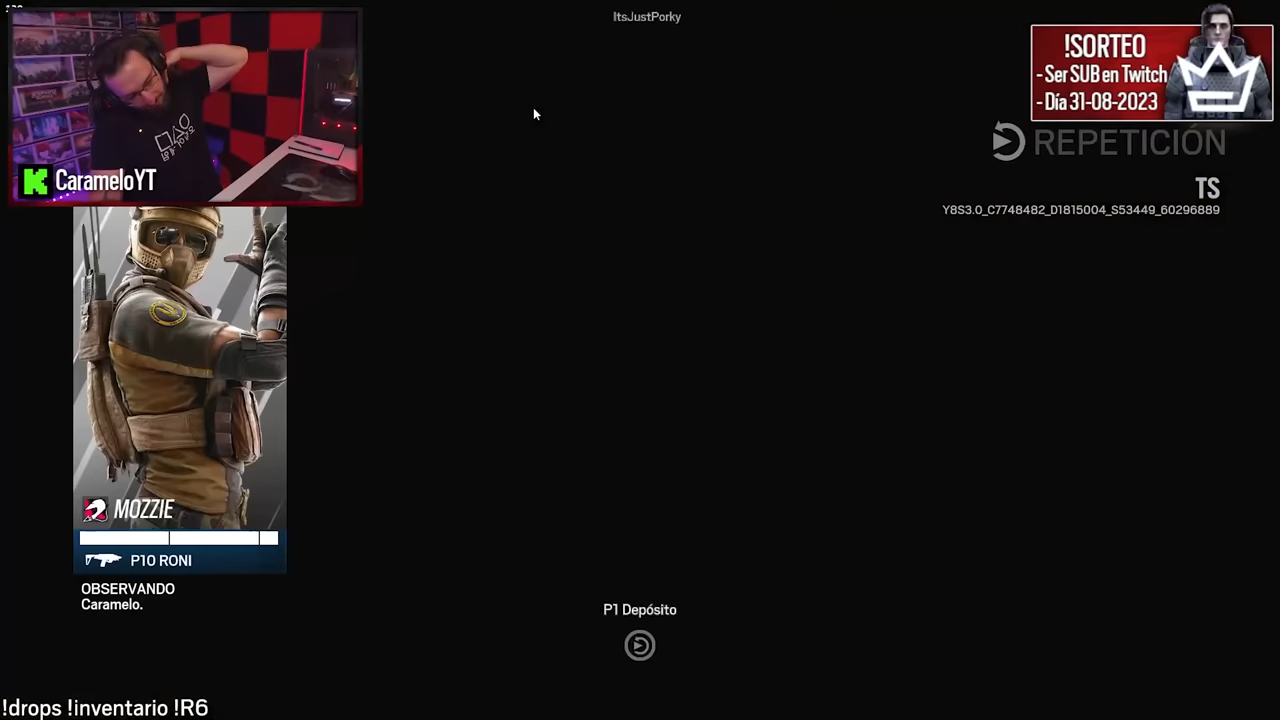 ItsJustPorky
!SORTEO
- Ser SUB en Twitch
- Día 31-08-2023
REPETICIÓN
TS
Y8S3.0_C7748482_D1815004_S53449_60296889
CarameloYT
MOZZIE
P10 RONI
OBSERVANDO
Caramelo.
P1 Depósito
!drops !inventario !R6